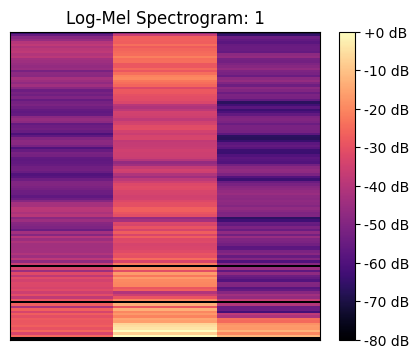 Log-Mel Spectrogram: 1
+0 dB
-10 dB
-20 dB
-30 dB
-40 dB
-50 dB
-60 dB
-70 dB
-80 dB